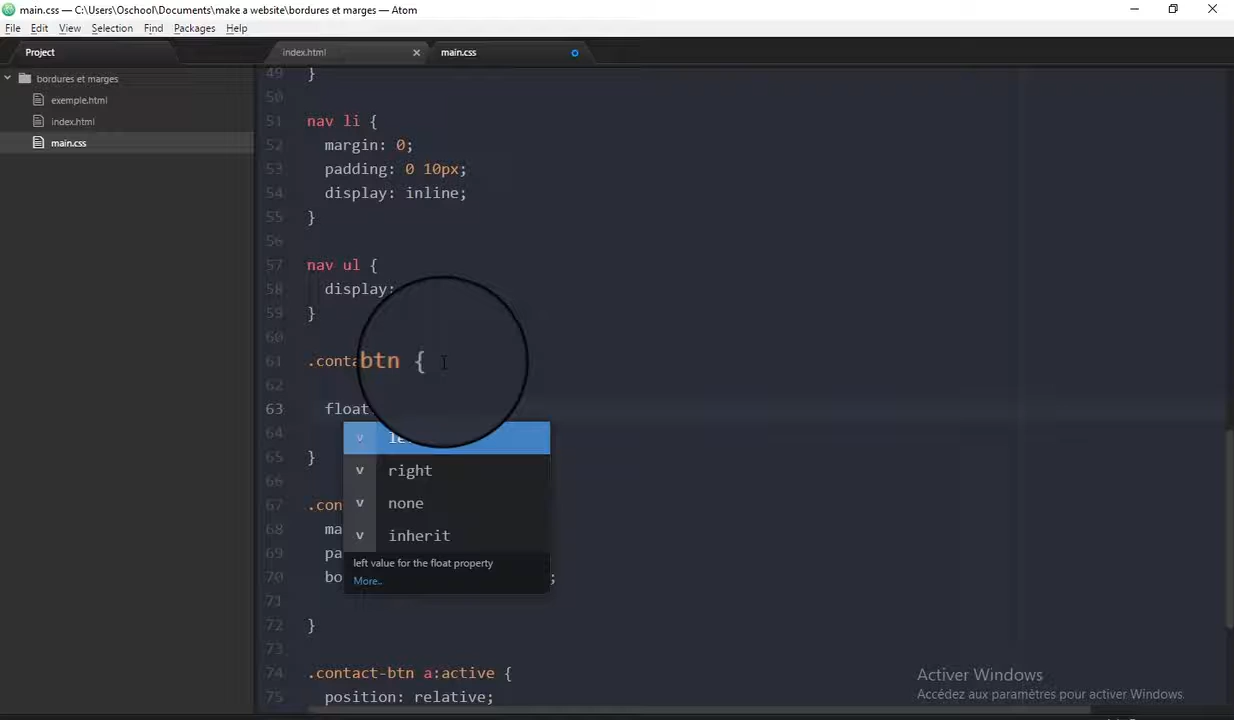 main.css — C:\Users\Oschool\Documents\make a website\bordures et marges — Atom
File Edit View Selection Find Packages Help
Project
index.html
main.css
bordures et marges
exemple.html
index.html
main.css
49 }
50
51 nav li {
52 margin: 0;
53 padding: 0 10px;
54 display: inline;
55 }
56
57 nav ul {
58 display:
59 }
60
61 .conta btn {
62
63 float
64
65 }
66
67 .con
68 ma
69 pa
70 bo ;
71
72 }
73
74 .contact-btn a:active {
75 position: relative;
v
v right
v none
v inherit
left value for the float property
More..
Activer Windows
Accédez aux paramètres pour activer Windows.